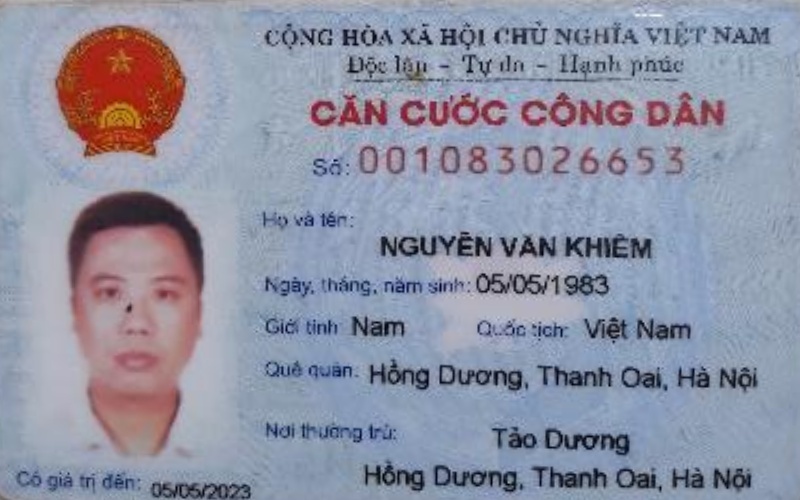 CỘNG HÒA XÃ HỘI CHỦ NGHĨA VIỆT NAM
Độc lập - Tự do - Hạnh phúc
CĂN CƯỚC CÔNG DÂN
Số: 001083026653
Họ và tên:
NGUYỄN VĂN KHIÊM
Ngày, tháng, năm sinh: 05/05/1983
Giới tính Nam Quốc tịch: Việt Nam
Quê quán: Hồng Dương, Thanh Oai, Hà Nội
Nơi thường trú: Tảo Dương
Hồng Dương, Thanh Oai, Hà Nội
Có giá trị đến: 05/05/2023